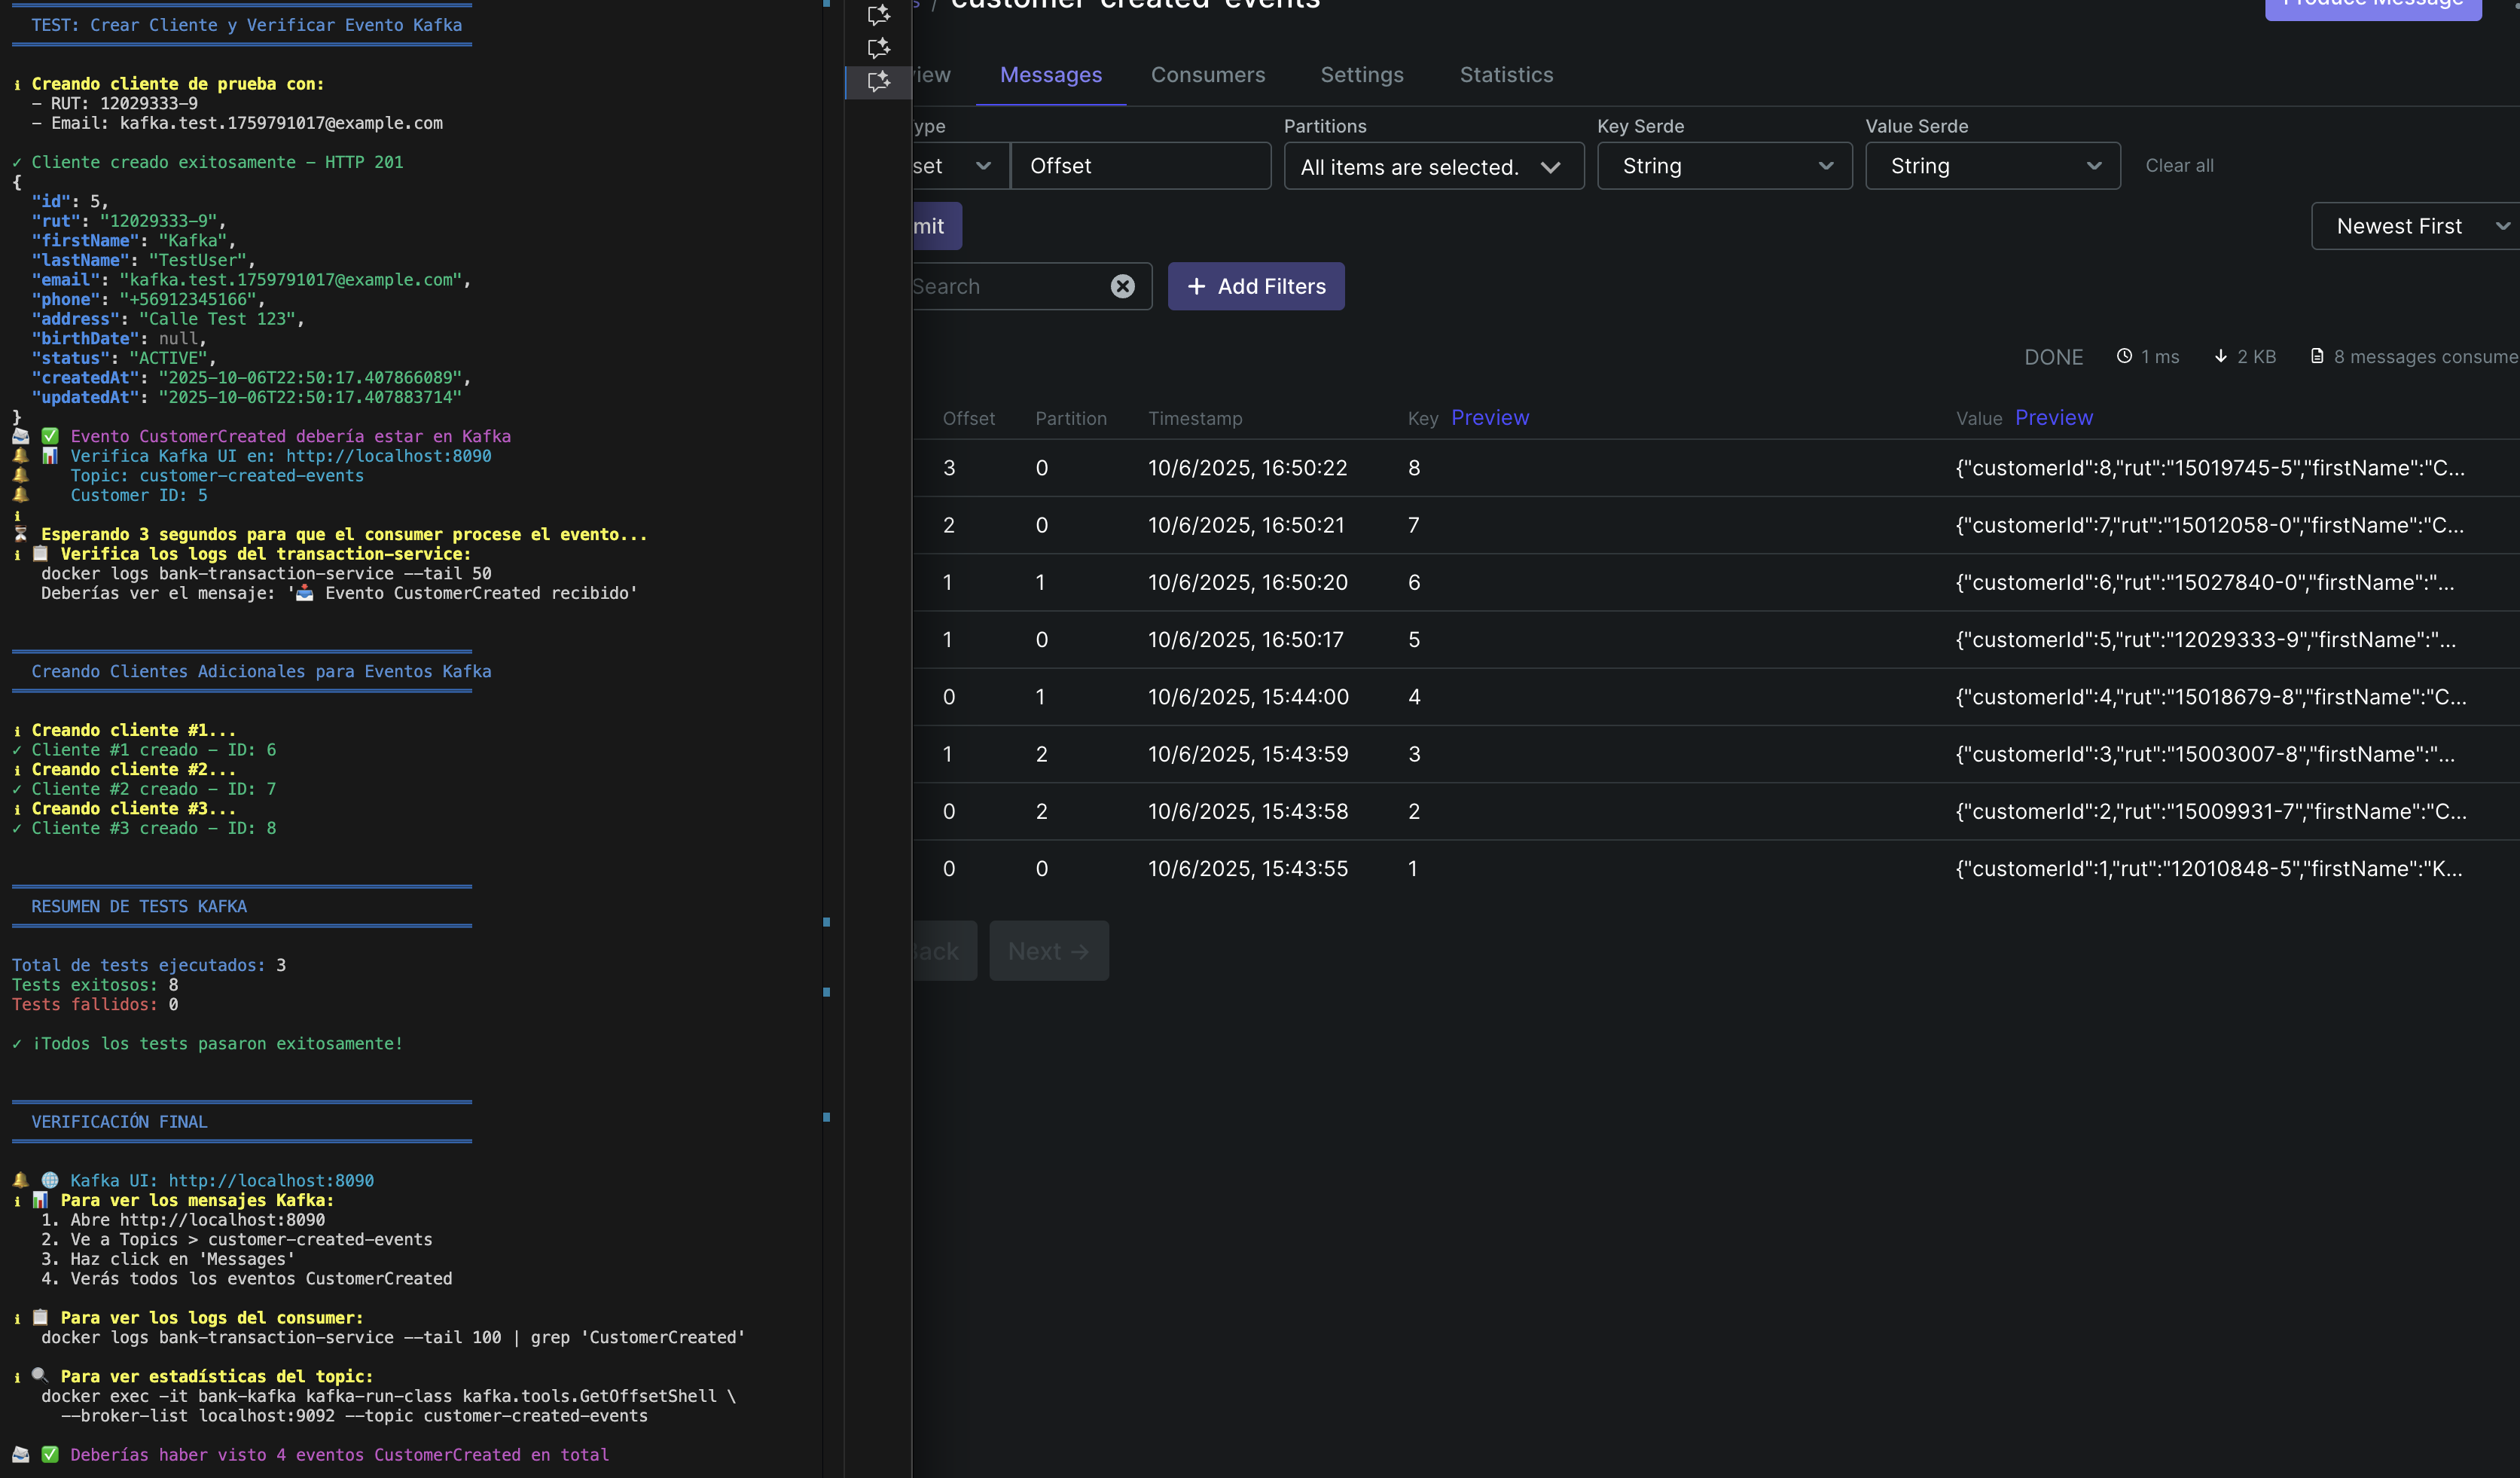 TEST: Crear Cliente y Verificar Evento Kafka
i Creando cliente de prueba con:
– RUT: 12029333-9
– Email: kafka.test.1759791017@example.com
✓ Cliente creado exitosamente – HTTP 201
{
"id": 5,
"rut": "12029333-9",
"firstName": "Kafka",
"lastName": "TestUser",
"email": "kafka.test.1759791017@example.com",
"phone": "+56912345166",
"address": "Calle Test 123",
"birthDate": null,
"status": "ACTIVE",
"createdAt": "2025-10-06T22:50:17.407866089",
"updatedAt": "2025-10-06T22:50:17.407883714"
}
📨 ✅ Evento CustomerCreated debería estar en Kafka
🔔 📊 Verifica Kafka UI en: http://localhost:8090
🔔 Topic: customer-created-events
🔔 Customer ID: 5
i
⏳ Esperando 3 segundos para que el consumer procese el evento...
i 📋 Verifica los logs del transaction-service:
docker logs bank-transaction-service --tail 50
Deberías ver el mensaje: '📥 Evento CustomerCreated recibido'
Creando Clientes Adicionales para Eventos Kafka
i Creando cliente #1...
✓ Cliente #1 creado – ID: 6
i Creando cliente #2...
✓ Cliente #2 creado – ID: 7
i Creando cliente #3...
✓ Cliente #3 creado – ID: 8
RESUMEN DE TESTS KAFKA
Total de tests ejecutados: 3
Tests exitosos: 8
Tests fallidos: 0
✓ ¡Todos los tests pasaron exitosamente!
VERIFICACIÓN FINAL
🔔 🌐 Kafka UI: http://localhost:8090
i 📊 Para ver los mensajes Kafka:
1. Abre http://localhost:8090
2. Ve a Topics > customer-created-events
3. Haz click en 'Messages'
4. Verás todos los eventos CustomerCreated
i 📋 Para ver los logs del consumer:
docker logs bank-transaction-service --tail 100 | grep 'CustomerCreated'
i 🔍 Para ver estadísticas del topic:
docker exec -it bank-kafka kafka-run-class kafka.tools.GetOffsetShell \
--broker-list localhost:9092 --topic customer-created-events
📨 ✅ Deberías haber visto 4 eventos CustomerCreated en total
s / customer-created-events
Produce Message
iew Messages Consumers Settings Statistics
ype Partitions Key Serde Value Serde
set Offset All items are selected. String String Clear all
mit Newest First
Search + Add Filters
DONE 1 ms 2 KB 8 messages consume
Offset Partition Timestamp Key Preview Value Preview
3 0 10/6/2025, 16:50:22 8 {"customerId":8,"rut":"15019745-5","firstName":"C...
2 0 10/6/2025, 16:50:21 7 {"customerId":7,"rut":"15012058-0","firstName":"C...
1 1 10/6/2025, 16:50:20 6 {"customerId":6,"rut":"15027840-0","firstName":"...
1 0 10/6/2025, 16:50:17 5 {"customerId":5,"rut":"12029333-9","firstName":"...
0 1 10/6/2025, 15:44:00 4 {"customerId":4,"rut":"15018679-8","firstName":"C...
1 2 10/6/2025, 15:43:59 3 {"customerId":3,"rut":"15003007-8","firstName":"...
0 2 10/6/2025, 15:43:58 2 {"customerId":2,"rut":"15009931-7","firstName":"C...
0 0 10/6/2025, 15:43:55 1 {"customerId":1,"rut":"12010848-5","firstName":"K...
Back Next →